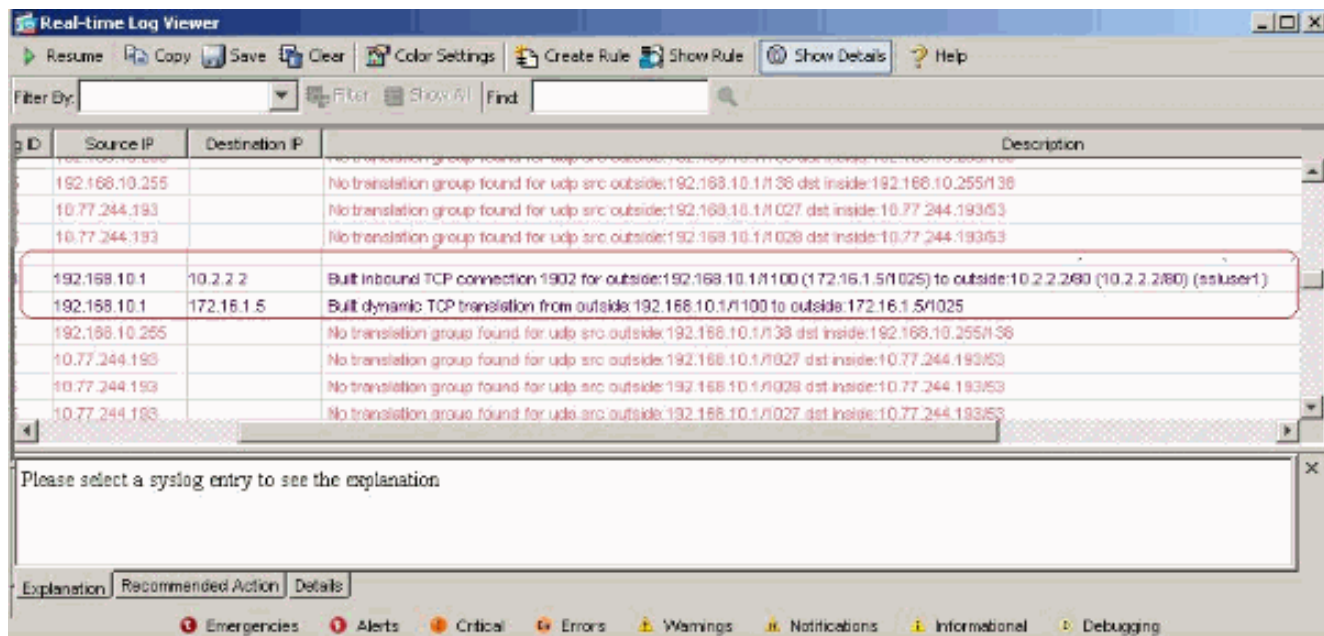 Real-time Log Viewer
Resume Copy Save Clear Color Settings Create Rule Show Rule Show Details Help
Filter By: Filter Show All Find:
g ID Source IP Destination IP Description
192.168.10.255 No translation group found for udp src outside:192.168.10.1/138 dst inside:192.168.10.255/138
10.77.244.193 No translation group found for udp src outside:192.168.10.1/1027 dst inside:10.77.244.193/53
10.77.244.193 No translation group found for udp src outside:192.168.10.1/1028 dst inside:10.77.244.193/53
192.168.10.1 10.2.2.2 Built inbound TCP connection 1902 for outside:192.168.10.1/1100 (172.16.1.5/1025) to outside:10.2.2.2/80 (10.2.2.2/80) (ssluser1)
192.168.10.1 172.16.1.5 Built dynamic TCP translation from outside:192.168.10.1/1100 to outside:172.16.1.5/1025
192.168.10.255 No translation group found for udp src outside:192.168.10.1/138 dst inside:192.168.10.255/138
10.77.244.193 No translation group found for udp src outside:192.168.10.1/1027 dst inside:10.77.244.193/53
10.77.244.193 No translation group found for udp src outside:192.168.10.1/1028 dst inside:10.77.244.193/53
10.77.244.193 No translation group found for udp src outside:192.168.10.1/1027 dst inside:10.77.244.193/53
Please select a syslog entry to see the explanation
Explanation Recommended Action Details
Emergencies Alerts Critical Errors Warnings Notifications Informational Debugging